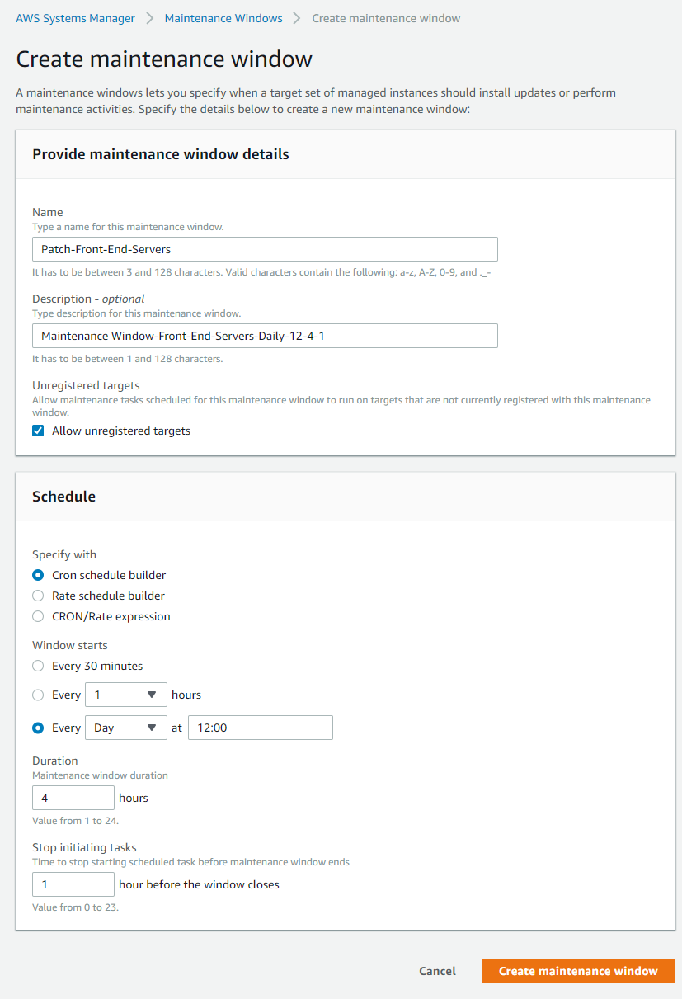 AWS Systems Manager > Maintenance Windows > Create maintenance window
Create maintenance window
A maintenance windows lets you specify when a target set of managed instances should install updates or perform
maintenance activities. Specify the details below to create a new maintenance window:
Provide maintenance window details
Name
Type a name for this maintenance window.
Patch-Front-End-Servers
It has to be between 3 and 128 characters. Valid characters contain the following: a-z, A-Z, 0-9, and ._-
Description - optional
Type description for this maintenance window.
Maintenance Window-Front-End-Servers-Daily-12-4-1
It has to be between 1 and 128 characters.
Unregistered targets
Allow maintenance tasks scheduled for this maintenance window to run on targets that are not currently registered with this maintenance
window.
Allow unregistered targets
Schedule
Specify with
Cron schedule builder
Rate schedule builder
CRON/Rate expression
Window starts
Every 30 minutes
Every 1 hours
Every Day at 12:00
Duration
Maintenance window duration
4 hours
Value from 1 to 24.
Stop initiating tasks
Time to stop starting scheduled task before maintenance window ends
1 hour before the window closes
Value from 0 to 23.
Cancel Create maintenance window